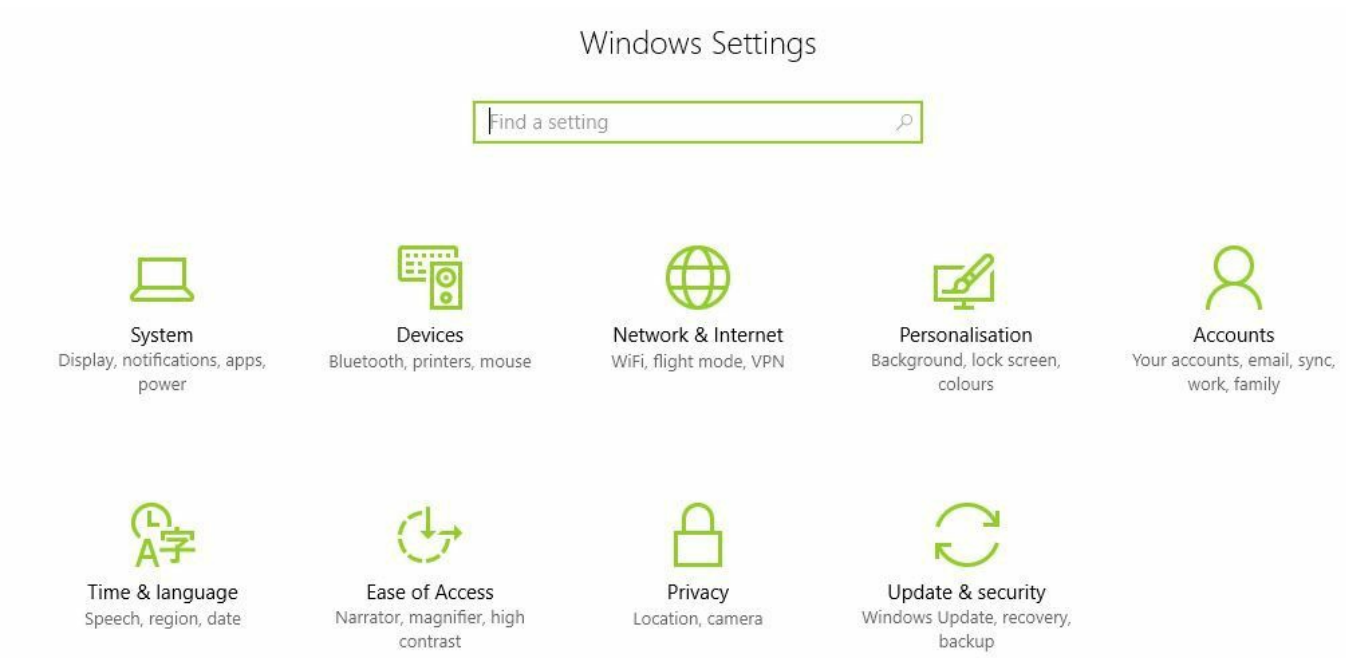 Windows Settings
Find a setting
System
Display, notifications, apps,
power
Devices
Bluetooth, printers, mouse
Network & Internet
WiFi, flight mode, VPN
Personalisation
Background, lock screen,
colours
Accounts
Your accounts, email, sync,
work, family
A字
Time & language
Speech, region, date
Ease of Access
Narrator, magnifier, high
contrast
Privacy
Location, camera
Update & security
Windows Update, recovery,
backup